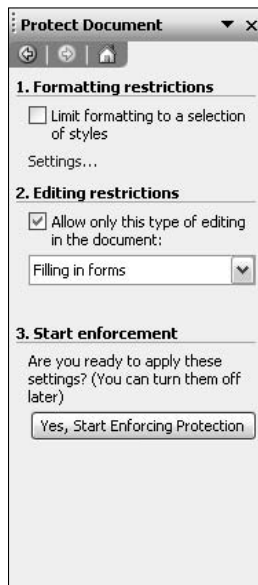 Protect Document
1. Formatting restrictions
Limit formatting to a selection
of styles
Settings...
2. Editing restrictions
Allow only this type of editing
in the document:
Filling in forms
3. Start enforcement
Are you ready to apply these
settings? (You can turn them off
later)
Yes, Start Enforcing Protection